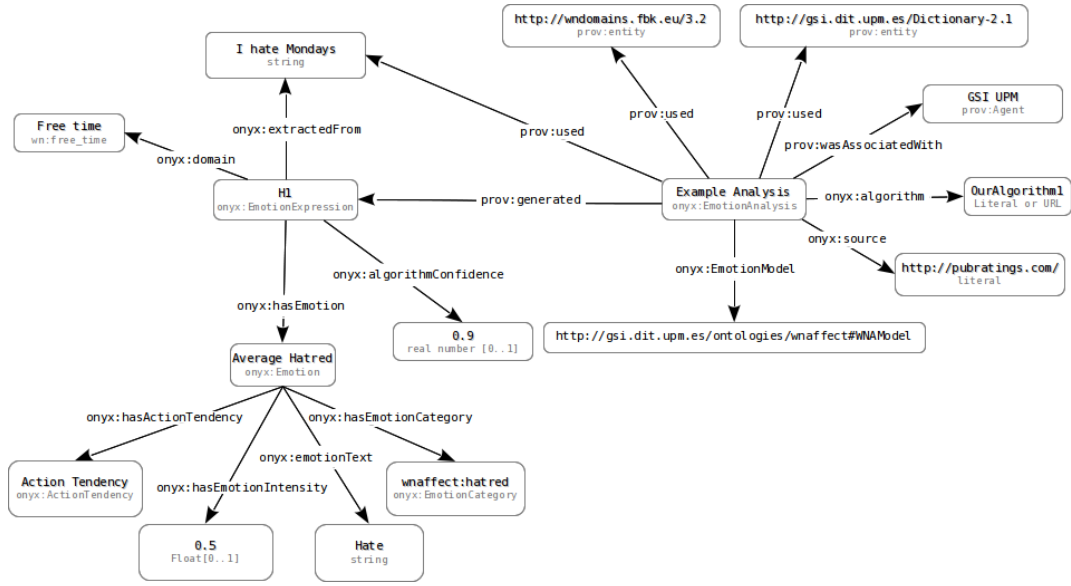 http://wndomains.fbk.eu/3.2
prov:entity
http://gsi.dit.upm.es/Dictionary-2.1
prov:entity
I hate Mondays
string
GSI UPM
prov:Agent
prov:used
prov:used
Free time
wn:free_time
onyx:extractedFrom
prov:used
prov:wasAssociatedWith
onyx:domain
H1
onyx:EmotionExpression
prov:generated
Example Analysis
onyx:EmotionAnalysis
onyx:algorithm
OurAlgorithm1
Literal or URL
onyx:source
onyx:algorithmConfidence
onyx:EmotionModel
http://pubratings.com/
literal
onyx:hasEmotion
0.9
real number [0..1]
http://gsi.dit.upm.es/ontologies/wnaffect#WNAModel
Average Hatred
onyx:Emotion
onyx:hasActionTendency
onyx:hasEmotionCategory
onyx:emotionText
Action Tendency
onyx:ActionTendency
onyx:hasEmotionIntensity
wnaffect:hatred
onyx:EmotionCategory
0.5
Float[0..1]
Hate
string